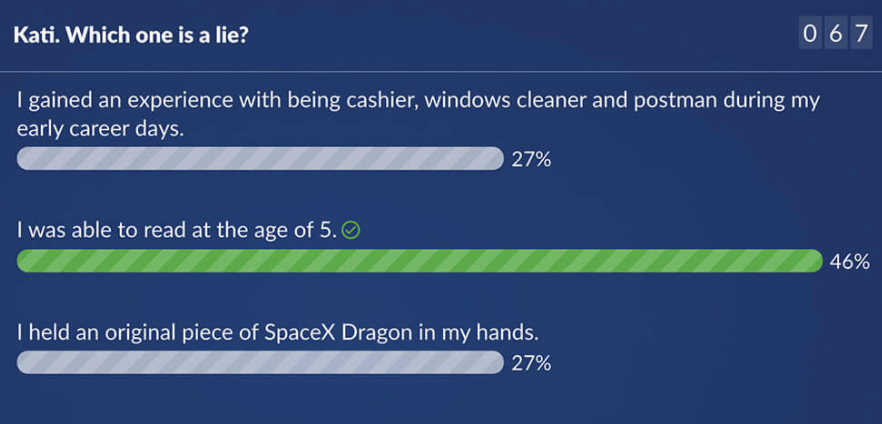 Kati. Which one is a lie?
0 6 7
I gained an experience with being cashier, windows cleaner and postman during my
early career days.
27%
I was able to read at the age of 5.
46%
I held an original piece of SpaceX Dragon in my hands.
27%